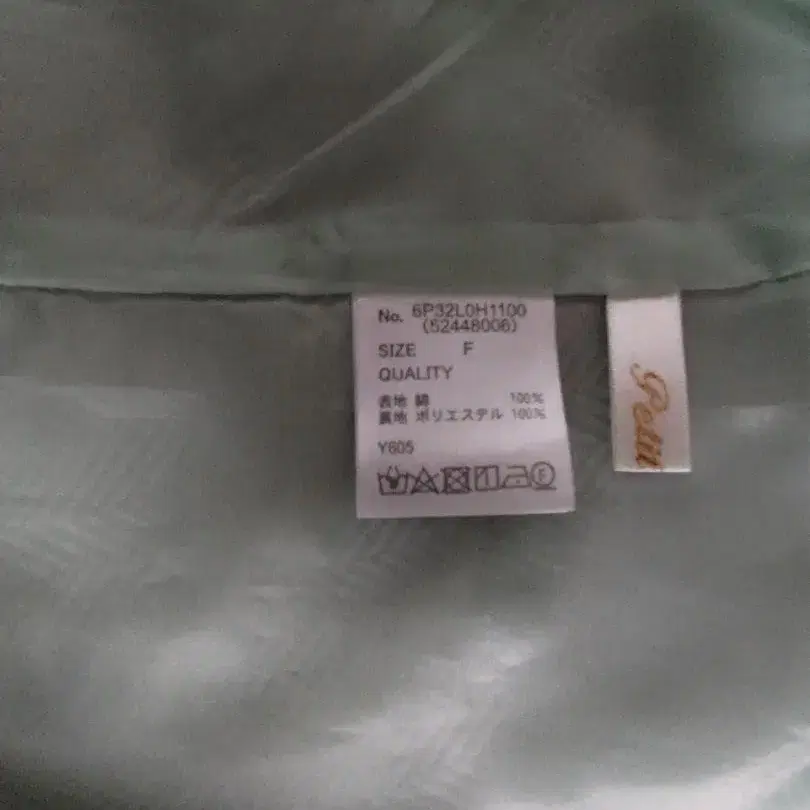 No. 6P32L0H1100
(52448006)
SIZE F
QUALITY
表地 綿 100%
裏地 ポリエステル 100%
Y605
F